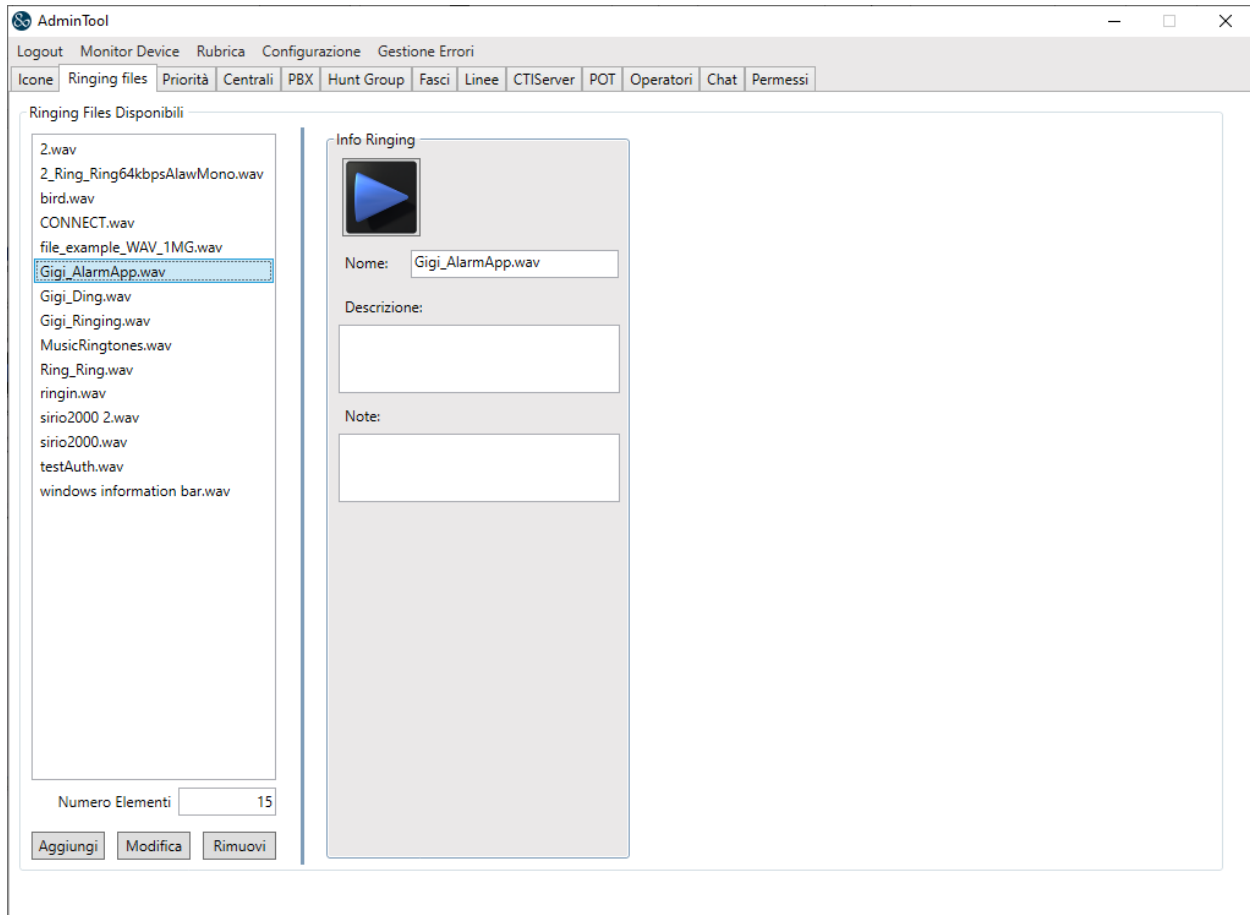 AdminTool
Logout Monitor Device Rubrica Configurazione Gestione Errori
Icone Ringing files Priorità Centrali PBX Hunt Group Fasci Linee CTIServer POT Operatori Chat Permessi
Ringing Files Disponibili
2.wav
2_Ring_Ring64kbpsAlawMono.wav
bird.wav
CONNECT.wav
file_example_WAV_1MG.wav
Gigi_AlarmApp.wav
Gigi_Ding.wav
Gigi_Ringing.wav
MusicRingtones.wav
Ring_Ring.wav
ringin.wav
sirio2000 2.wav
sirio2000.wav
testAuth.wav
windows information bar.wav
Numero Elementi 15
Aggiungi Modifica Rimuovi
Info Ringing
Nome: Gigi_AlarmApp.wav
Descrizione:
Note: